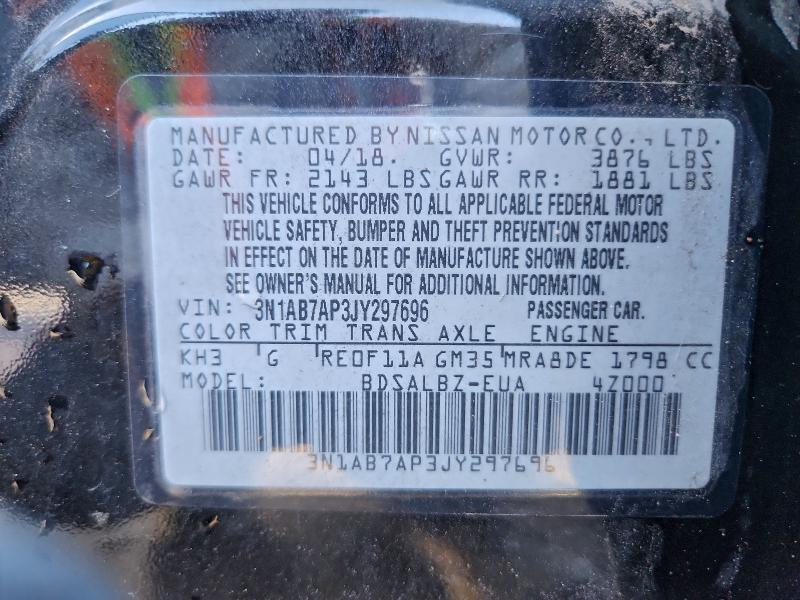 MANUFACTURED BY NISSAN MOTOR CO., LTD.
DATE: 04/18. GVWR: 3876 LBS
GAWR FR: 2143 LBS GAWR RR: 1881 LBS
THIS VEHICLE CONFORMS TO ALL APPLICABLE FEDERAL MOTOR
VEHICLE SAFETY, BUMPER AND THEFT PREVENTION STANDARDS
IN EFFECT ON THE DATE OF MANUFACTURE SHOWN ABOVE.
SEE OWNER'S MANUAL FOR ADDITIONAL INFORMATION.
VIN: 3N1AB7AP3JY297696 PASSENGER CAR.
COLOR TRIM TRANS AXLE ENGINE
KH3 G RE0F11A GM35 MRA8DE 1798 CC
MODEL: BDSALBZ-EUA 4Z000
3N1AB7AP3JY297696